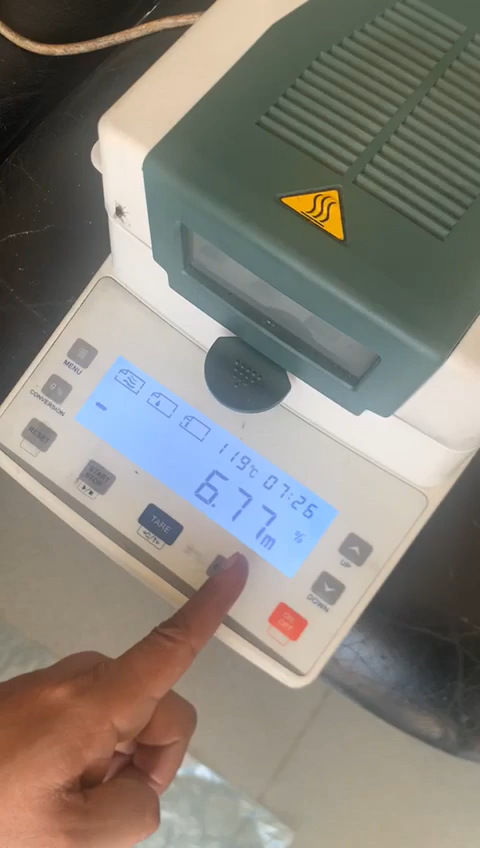 MENU
g %
CONVERSION
RESET
START
STOP
TARE
119℃ 07:26
- 6.77m %
UP
DOWN
ON
OFF